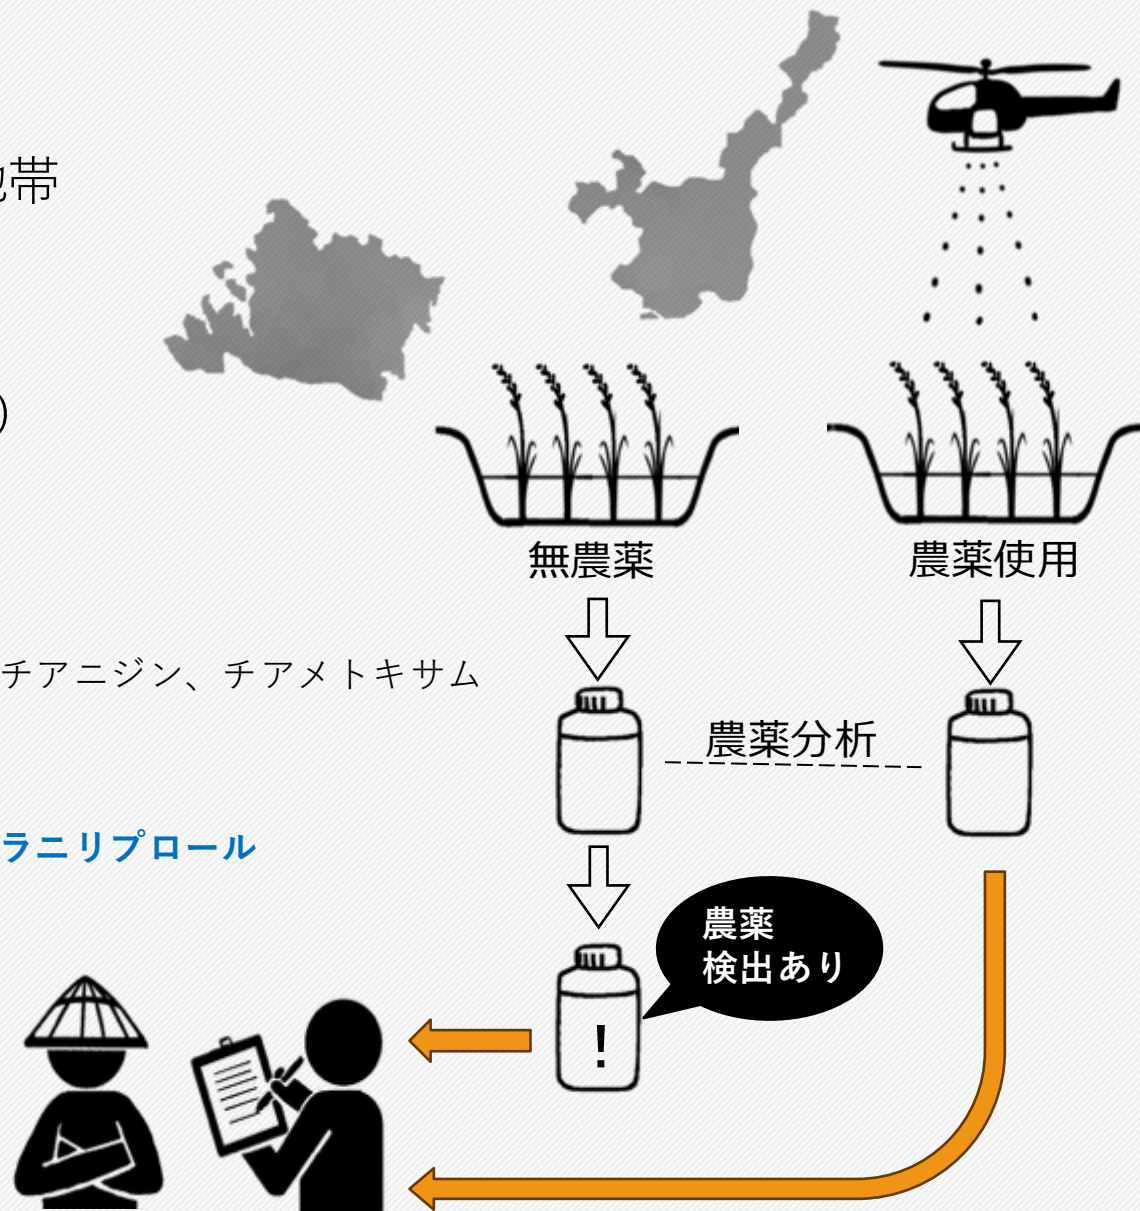 地帯
）
無農薬
農薬使用
チアニジン、チアメトキサム
農薬分析
ラニリプロール
農薬
検出あり
！